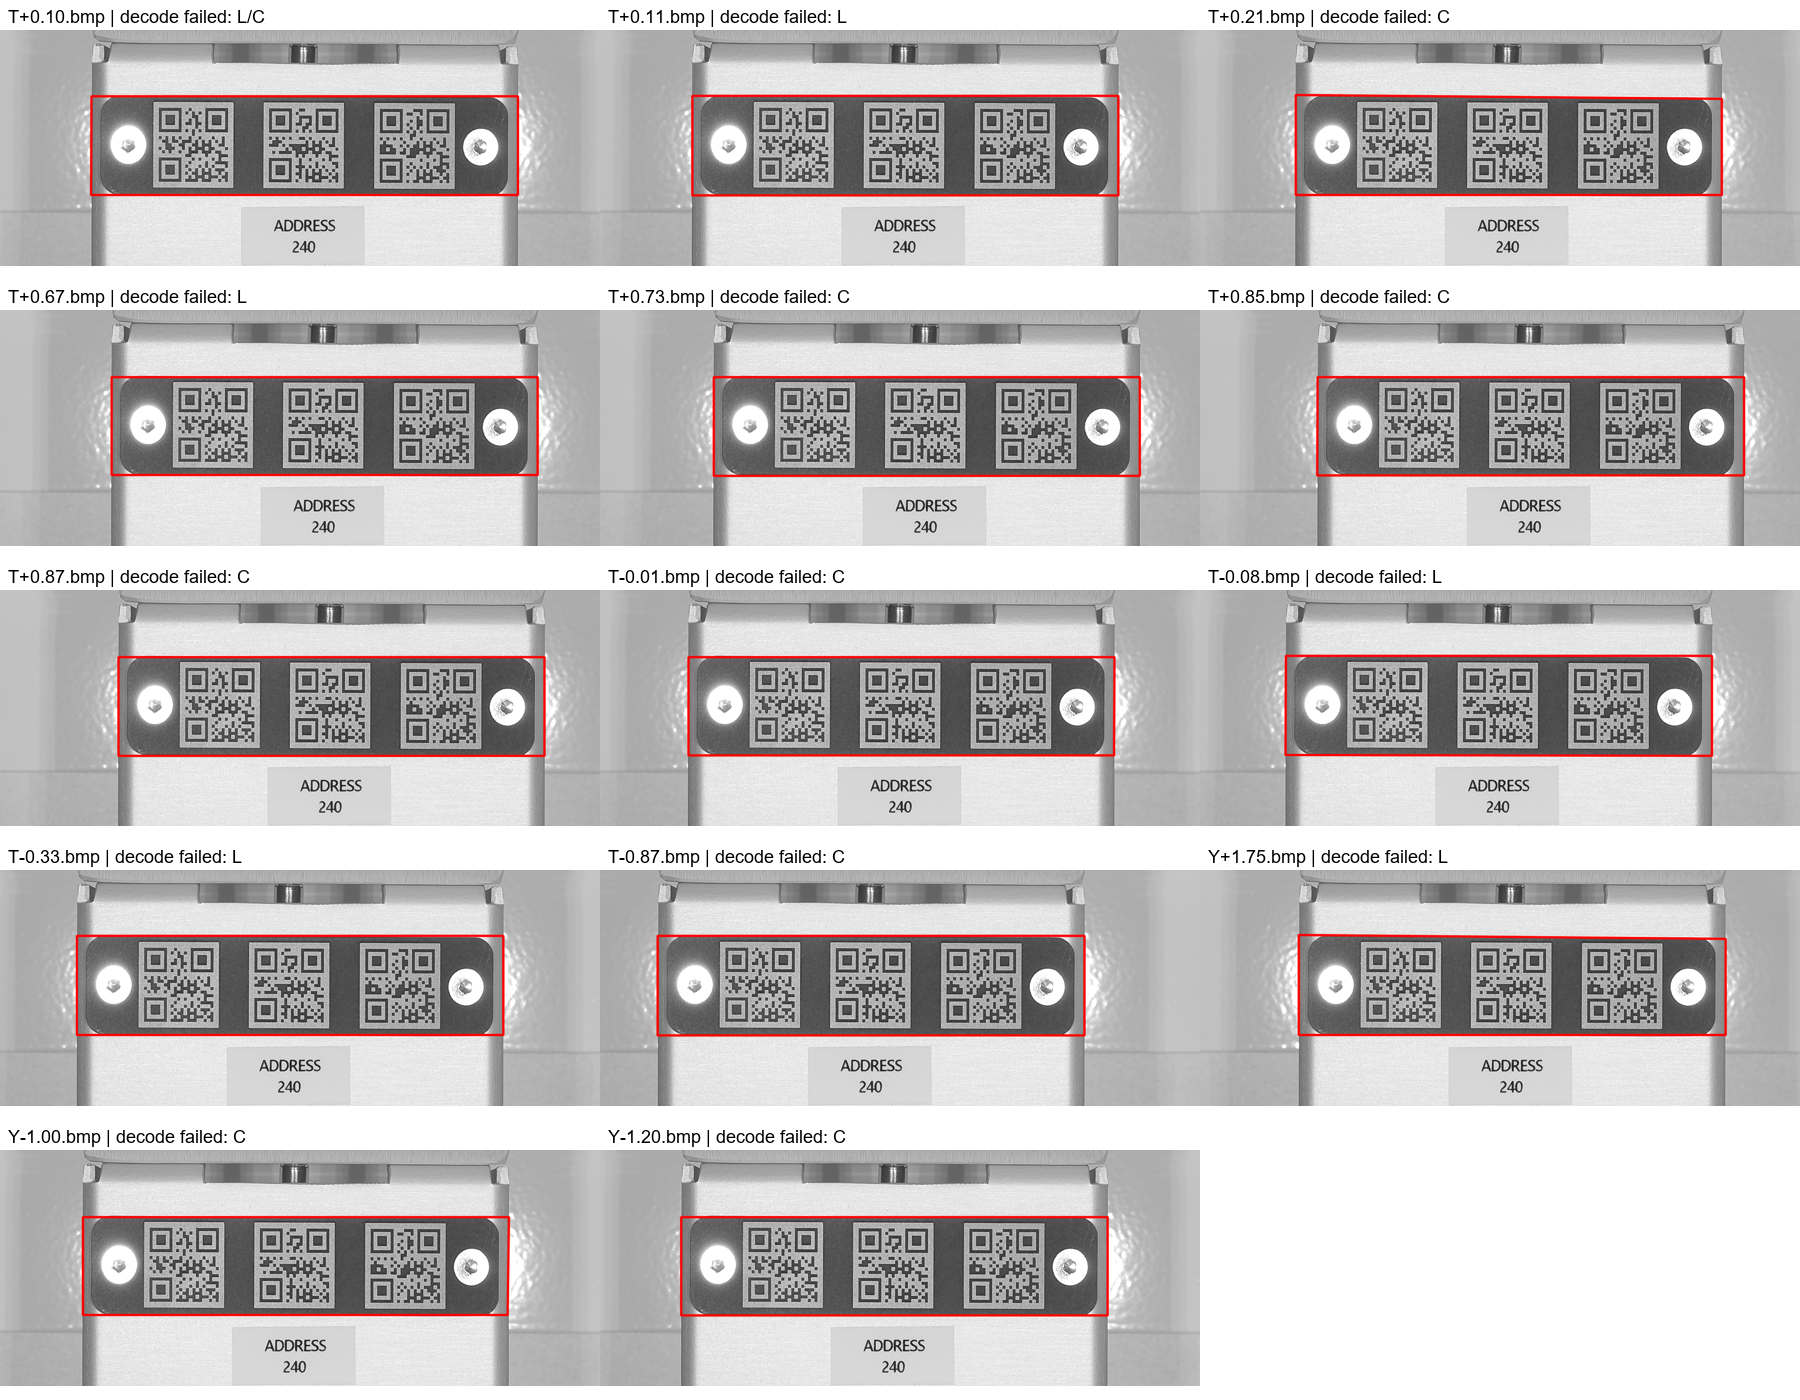 T+0.10.bmp | decode failed: L/C
T+0.11.bmp | decode failed: L
T+0.21.bmp | decode failed: C
ADDRESS
240
ADDRESS
240
ADDRESS
240
T+0.67.bmp | decode failed: L
T+0.73.bmp | decode failed: C
T+0.85.bmp | decode failed: C
ADDRESS
240
ADDRESS
240
ADDRESS
240
T+0.87.bmp | decode failed: C
T-0.01.bmp | decode failed: C
T-0.08.bmp | decode failed: L
ADDRESS
240
ADDRESS
240
ADDRESS
240
T-0.33.bmp | decode failed: L
T-0.87.bmp | decode failed: C
Y+1.75.bmp | decode failed: L
ADDRESS
240
ADDRESS
240
ADDRESS
240
Y-1.00.bmp | decode failed: C
Y-1.20.bmp | decode failed: C
ADDRESS
240
ADDRESS
240